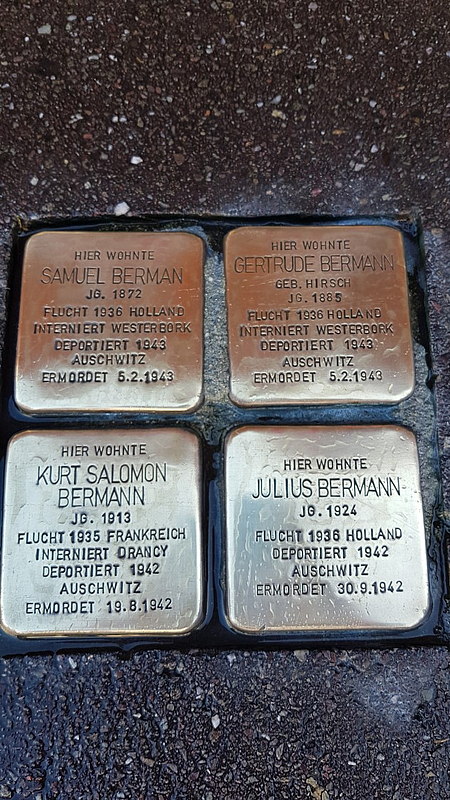 HIER WOHNTE
SAMUEL BERMAN
JG. 1872
FLUCHT 1936 HOLLAND
INTERNIERT WESTERBORK
DEPORTIERT 1943
AUSCHWITZ
ERMORDET 5.2.1943
HIER WOHNTE
GERTRUDE BERMANN
GEB. HIRSCH
JG. 1885
FLUCHT 1936 HOLLAND
INTERNIERT WESTERBORK
DEPORTIERT 1943
AUSCHWITZ
ERMORDET 5.2.1943
HIER WOHNTE
KURT SALOMON
BERMANN
JG. 1913
FLUCHT 1935 FRANKREICH
INTERNIERT DRANCY
DEPORTIERT 1942
AUSCHWITZ
ERMORDET 19.8.1942
HIER WOHNTE
JULIUS BERMANN
JG. 1924
FLUCHT 1936 HOLLAND
DEPORTIERT 1942
AUSCHWITZ
ERMORDET 30.9.1942